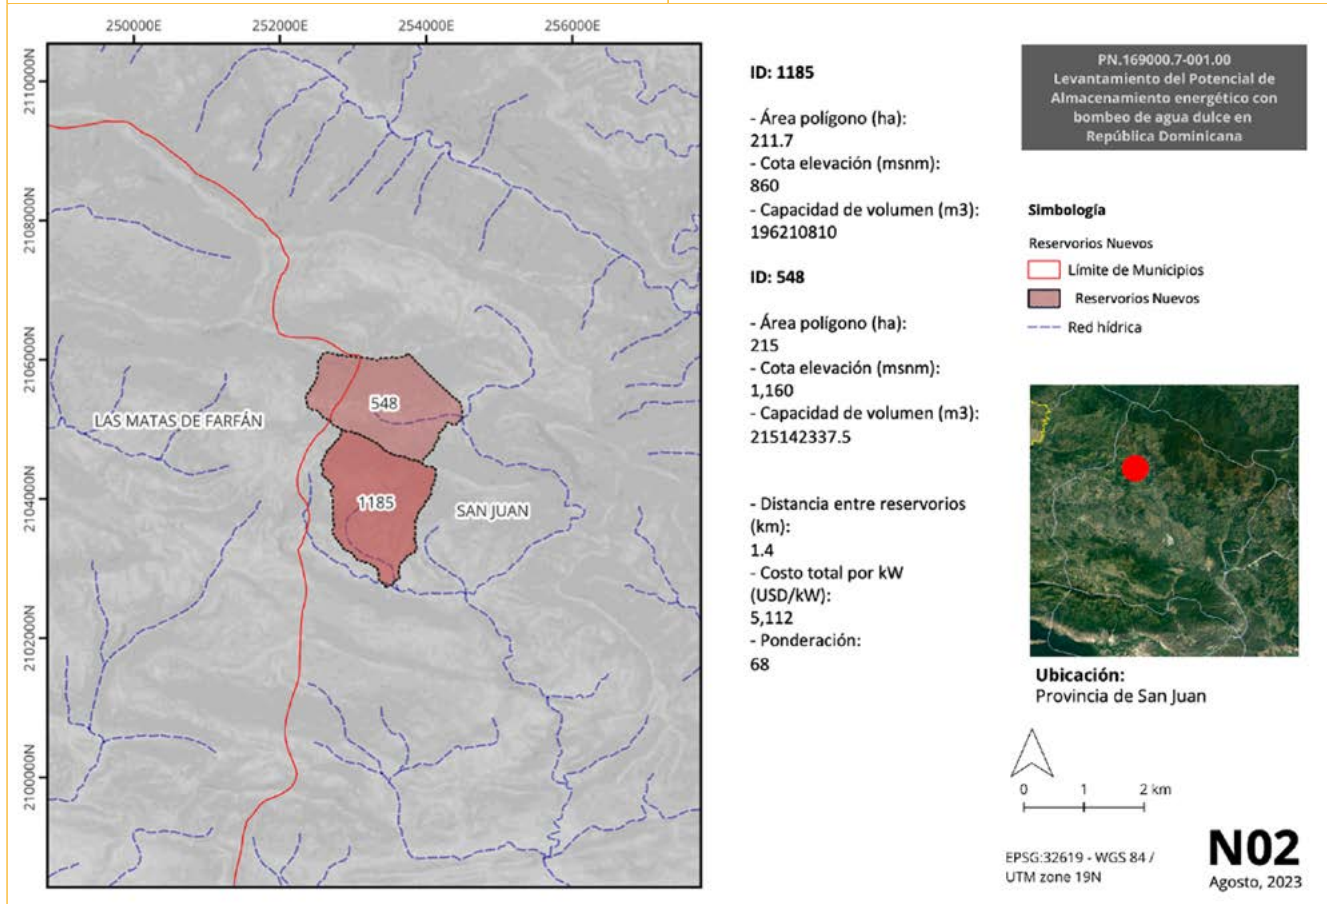 250000E
252000E
254000E
256000E
2110000N
2108000N
2106000N
2104000N
2102000N
2100000N
LAS MATAS DE FARFÁN
548
1185
SAN JUAN
ID: 1185
- Área polígono (ha):
211.7
- Cota elevación (msnm):
860
- Capacidad de volumen (m3):
196210810
ID: 548
- Área polígono (ha):
215
- Cota elevación (msnm):
1,160
- Capacidad de volumen (m3):
215142337.5
- Distancia entre reservorios
(km):
1.4
- Costo total por kW
(USD/kW):
5,112
- Ponderación:
68
PN.169000.7-001.00
Levantamiento del Potencial de
Almacenamiento energético con
bombeo de agua dulce en
República Dominicana
Simbología
Reservorios Nuevos
Límite de Municipios
Reservorios Nuevos
Red hídrica
Ubicación:
Provincia de San Juan
0 1 2 km
EPSG:32619 - WGS 84 /
UTM zone 19N
N02
Agosto, 2023